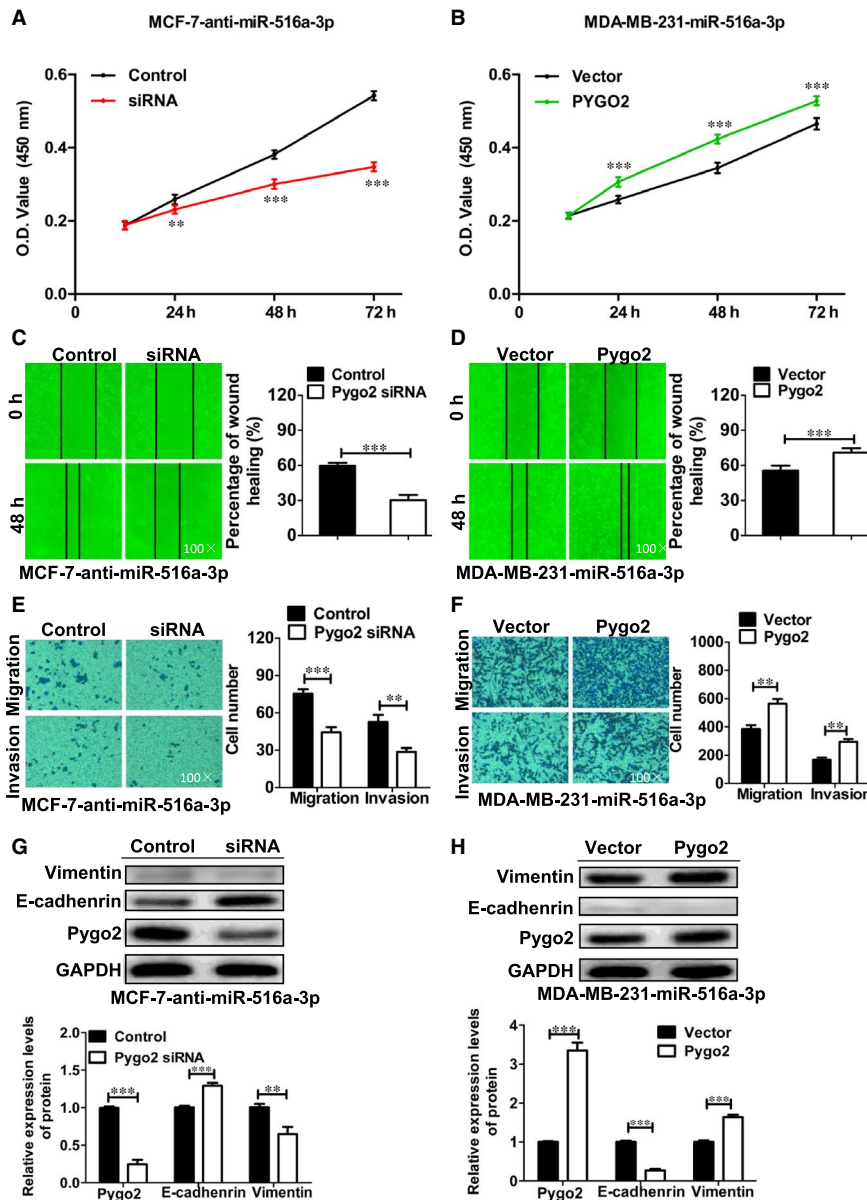 A
MCF-7-anti-miR-516a-3p
0.6
0.4
0.2
0.0
O.D. Value (450 nm)
Control
siRNA
**
***
***
0
24 h
48 h
72 h
B
MDA-MB-231-miR-516a-3p
0.6
0.4
0.2
0.0
O.D. Value (450 nm)
Vector
PYGO2
***
***
***
0
24 h
48 h
72 h
C
Control
siRNA
0 h
48 h
100×
MCF-7-anti-miR-516a-3p
Control
Pygo2 siRNA
Percentage of wound
healing (%)
120
90
60
30
0
***
D
Vector
Pygo2
0 h
48 h
100×
MDA-MB-231-miR-516a-3p
Vector
Pygo2
Percentage of wound
healing (%)
120
90
60
30
0
***
E
Control
siRNA
Migration
Invasion
100×
MCF-7-anti-miR-516a-3p
Control
Pygo2 siRNA
Cell number
120
90
60
30
0
***
**
Migration
Invasion
F
Vector
Pygo2
Migration
Invasion
100×
MDA-MB-231-miR-516a-3p
Vector
Pygo2
Cell number
1000
800
600
400
200
0
**
**
Migration
Invasion
G
Control
siRNA
Vimentin
E-cadhenrin
Pygo2
GAPDH
MCF-7-anti-miR-516a-3p
Control
Pygo2 siRNA
Relative expression levels
of protein
2.0
1.5
1.0
0.5
0.0
***
***
**
Pygo2
E-cadhenrin
Vimentin
H
Vector
Pygo2
Vimentin
E-cadhenrin
Pygo2
GAPDH
MDA-MB-231-miR-516a-3p
Vector
Pygo2
Relative expression levels
of protein
4
3
2
1
0
***
***
***
Pygo2
E-cadhenrin
Vimentin